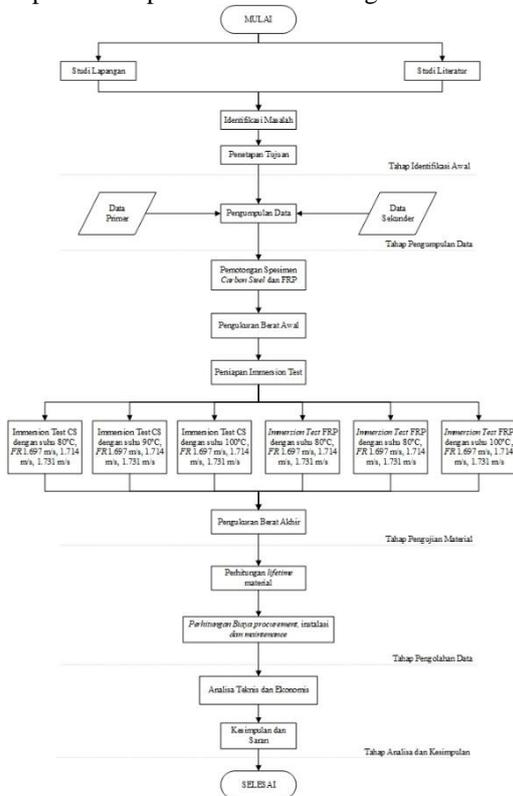 MULAI
Studi Lapangan
Studi Literatur
Identifikasi Masalah
Penetapan Tujuan
Tahap Identifikasi Awal
Data
Primer
Pengumpulan Data
Data
Sekunder
Tahap Pengumpulan Data
Pemotongan Spesimen
Carbon Steel dan FRP
Pengukuran Berat Awal
Persiapan Immersion Test
Immersion Test CS
dengan suhu 80°C,
FR 1.697 m/s, 1.714
m/s, 1.731 m/s
Immersion Test CS
dengan suhu 90°C,
FR 1.697 m/s, 1.714
m/s, 1.731 m/s
Immersion Test CS
dengan suhu 100°C,
FR 1.697 m/s, 1.714
m/s, 1.731 m/s
Immersion Test FRP
dengan suhu 80°C,
FR 1.697 m/s, 1.714
m/s, 1.731 m/s
Immersion Test FRP
dengan suhu 80°C,
FR 1.697 m/s, 1.714
m/s, 1.731 m/s
Immersion Test FRP
dengan suhu 100°C,
FR 1.697 m/s, 1.714
m/s, 1.731 m/s
Pengukuran Berat Akhir
Tahap Pengujian Material
Perhitungan lifetime
material
Perhitungan Biaya procurement, instalasi
dan maintenance
Tahap Pengolahan Data
Analisa Teknis dan Ekonomis
Kesimpulan dan
Saran
Tahap Analisa dan Kesimpulan
SELESAI